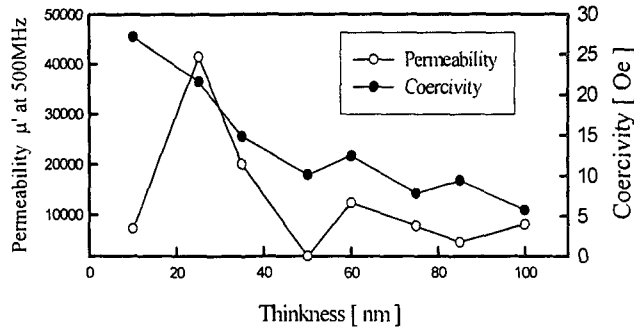 50000
40000
30000
20000
10000
Permeability µ' at 500MHz
Permeability
Coercivity
30
25
20
15
10
5
0
Coercivity [ Oe ]
0 20 40 60 80 100
Thinkness [ nm ]